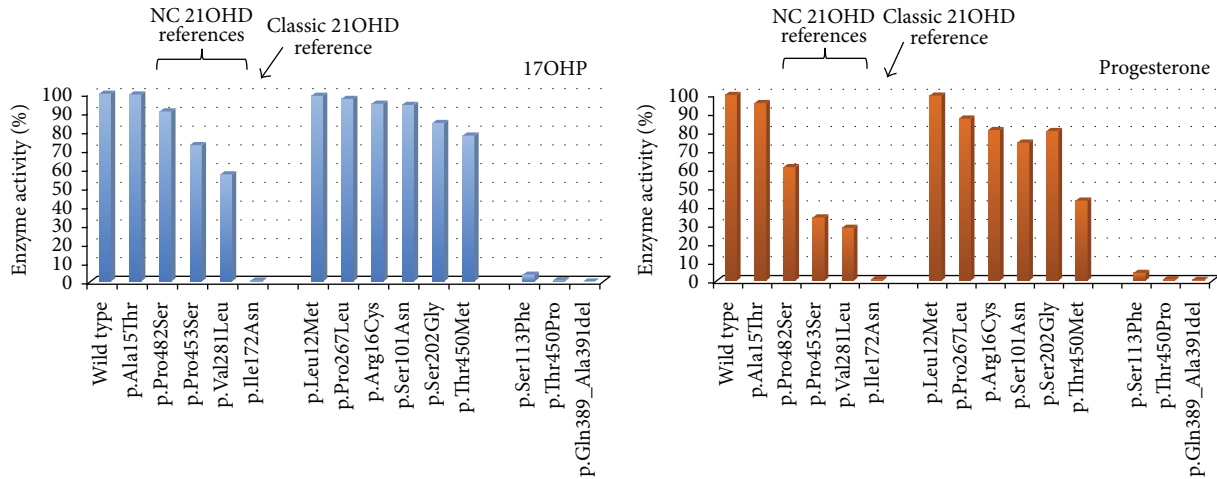 NC 21OHD
references
Classic 21OHD
reference
17OHP
Enzyme activity (%)
100
90
80
70
60
50
40
30
20
10
0
Wild type
p.Ala15Thr
p.Pro482Ser
p.Pro453Ser
p.Val281Leu
p.Ile172Asn
p.Leu12Met
p.Pro267Leu
p.Arg16Cys
p.Ser101Asn
p.Ser202Gly
p.Thr450Met
p.Ser113Phe
p.Thr450Pro
p.Gln389_Ala391del
NC 21OHD
references
Classic 21OHD
reference
Progesterone
Enzyme activity (%)
100
90
80
70
60
50
40
30
20
10
0
Wild type
p.Ala15Thr
p.Pro482Ser
p.Pro453Ser
p.Val281Leu
p.Ile172Asn
p.Leu12Met
p.Pro267Leu
p.Arg16Cys
p.Ser101Asn
p.Ser202Gly
p.Thr450Met
p.Ser113Phe
p.Thr450Pro
p.Gln389_Ala391del